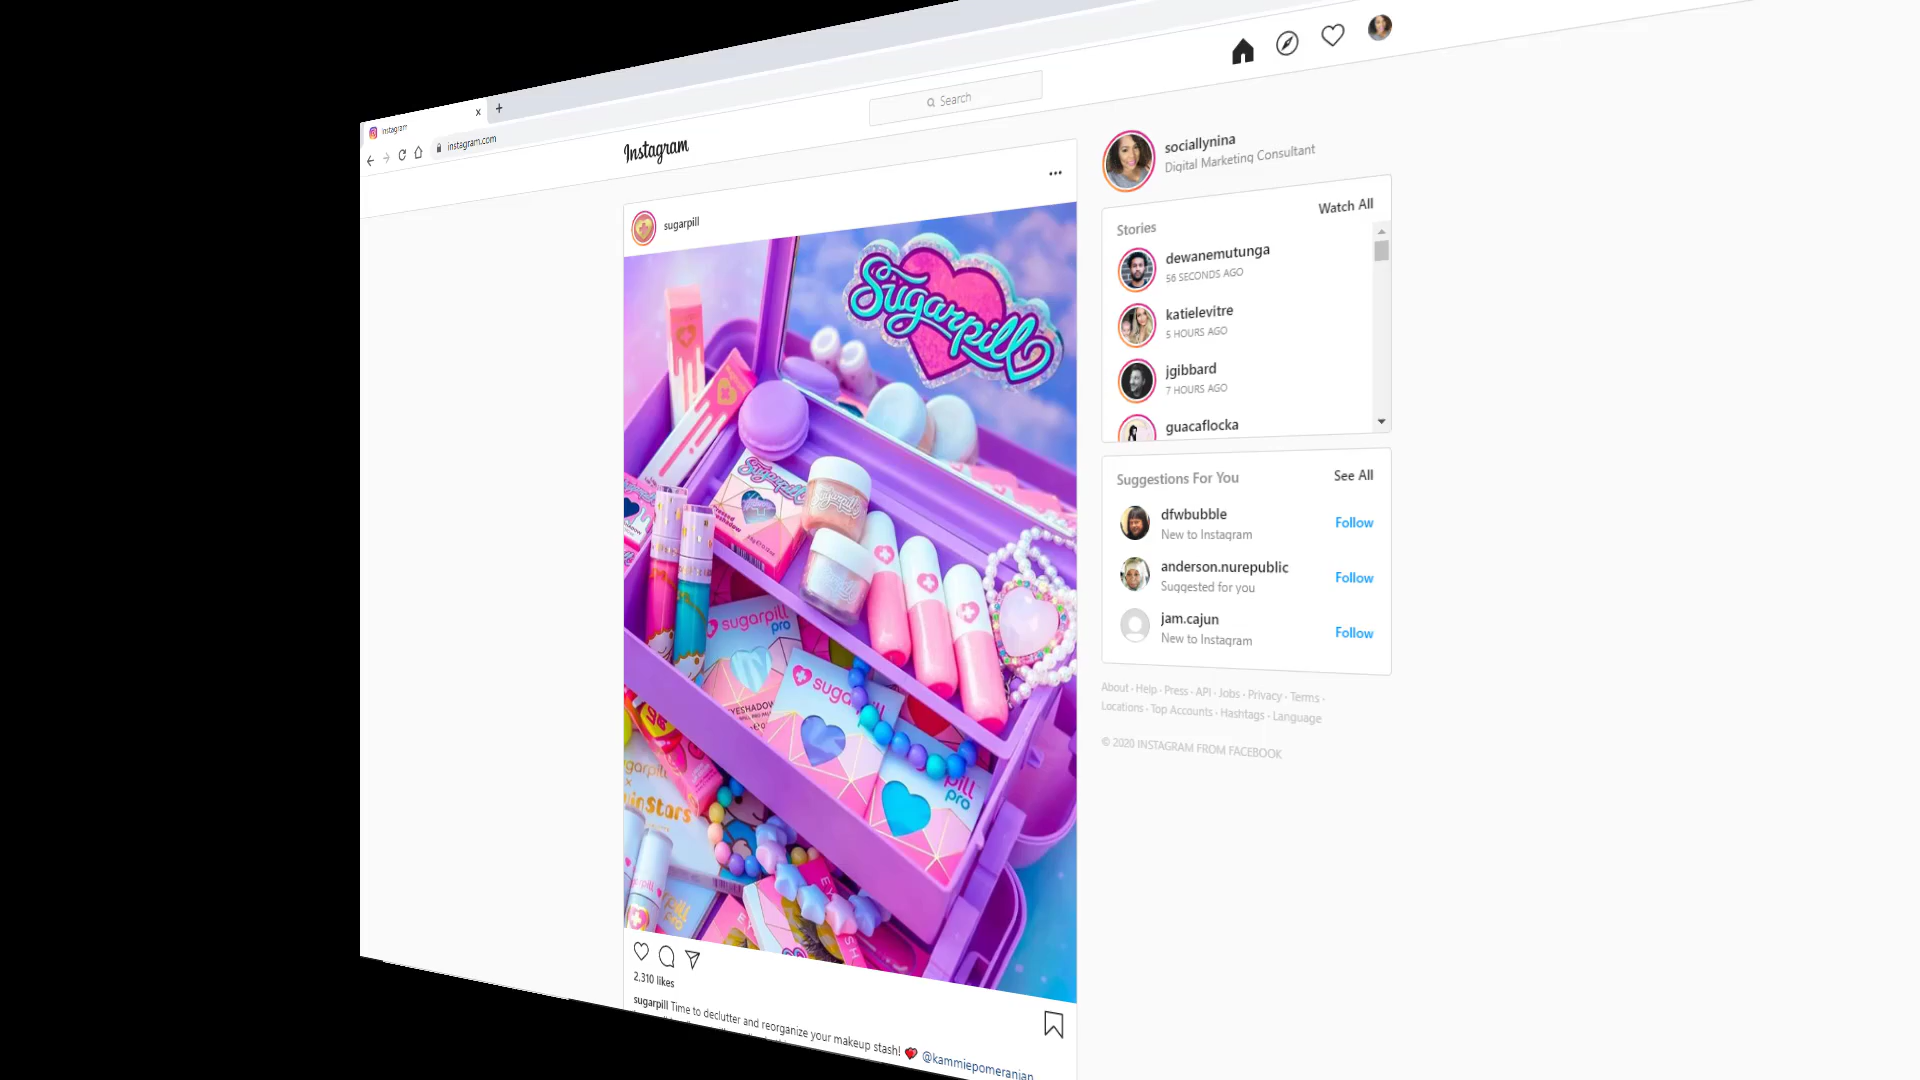 Instagram
instagram.com
Instagram
Search
sugarpill
Sugarpill
Sugarpill
sugarpill
pro
EYESHADOW
sugarpill
pill
pro
2,310 likes
sugarpill Time to declutter and reorganize your makeup stash! @kammiepomeranian
sociallynina
Digital Marketing Consultant
Stories
Watch All
dewanemutunga
56 SECONDS AGO
katielevitre
5 HOURS AGO
jgibbard
7 HOURS AGO
guacaflocka
Suggestions For You
See All
dfwbubble
New to Instagram
Follow
anderson.nurepublic
Suggested for you
Follow
jam.cajun
New to Instagram
Follow
About · Help · Press · API · Jobs · Privacy · Terms ·
Locations · Top Accounts · Hashtags · Language
© 2020 INSTAGRAM FROM FACEBOOK